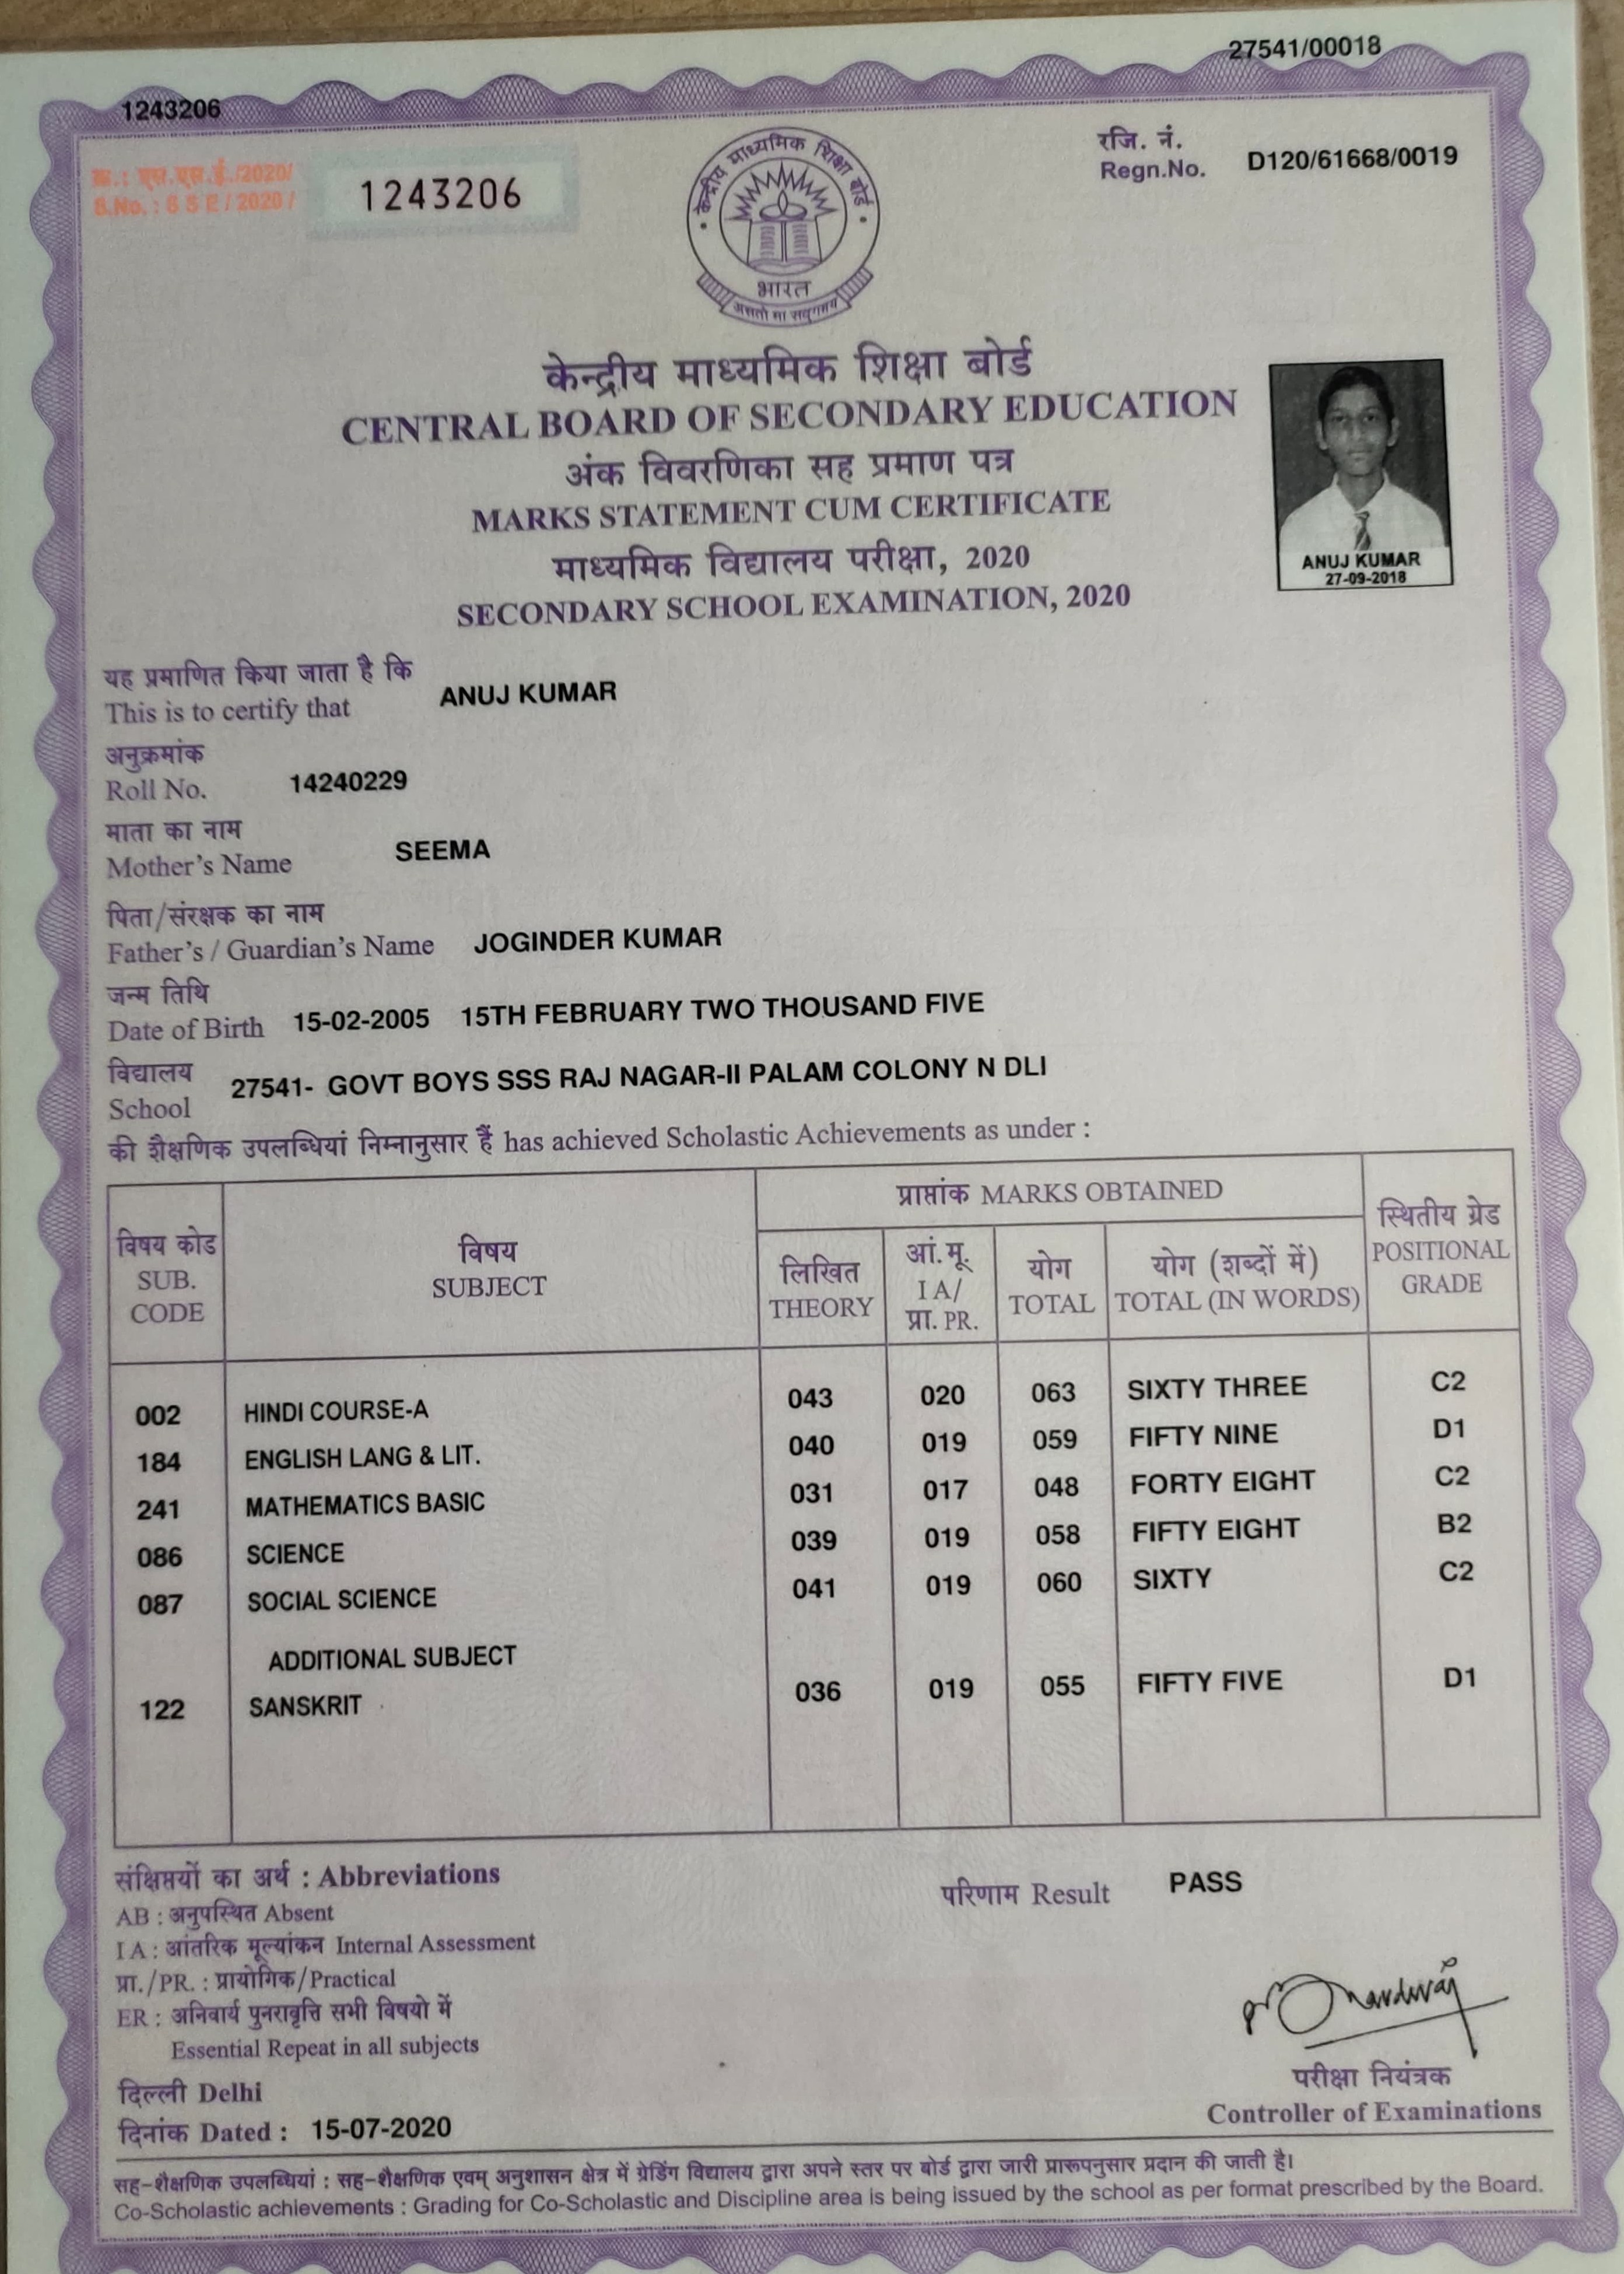 27541/00018
1243206
क्र.: एस.एस.ई./2020/
S.No. : S S E / 2020 /
1243206
रजि. नं.
Regn.No. D120/61668/0019
केन्द्रीय माध्यमिक शिक्षा बोर्ड
भारत
असतो मा सद्गमय
केन्द्रीय माध्यमिक शिक्षा बोर्ड
CENTRAL BOARD OF SECONDARY EDUCATION
अंक विवरणिका सह प्रमाण पत्र
MARKS STATEMENT CUM CERTIFICATE
माध्यमिक विद्यालय परीक्षा, 2020
SECONDARY SCHOOL EXAMINATION, 2020
ANUJ KUMAR
27-09-2018
यह प्रमाणित किया जाता है कि
This is to certify that ANUJ KUMAR
अनुक्रमांक
Roll No. 14240229
माता का नाम
Mother's Name SEEMA
पिता/संरक्षक का नाम
Father's / Guardian's Name JOGINDER KUMAR
जन्म तिथि
Date of Birth 15-02-2005 15TH FEBRUARY TWO THOUSAND FIVE
विद्यालय
School 27541- GOVT BOYS SSS RAJ NAGAR-II PALAM COLONY N DLI
की शैक्षणिक उपलब्धियां निम्नानुसार हैं has achieved Scholastic Achievements as under :
विषय कोड
SUB.
CODE
विषय
SUBJECT
प्राप्तांक MARKS OBTAINED
लिखित
THEORY
आं.मू.
I A/
प्रा. PR.
योग
TOTAL
योग (शब्दों में)
TOTAL (IN WORDS)
स्थितीय ग्रेड
POSITIONAL
GRADE
002 HINDI COURSE-A 043 020 063 SIXTY THREE C2
184 ENGLISH LANG & LIT. 040 019 059 FIFTY NINE D1
241 MATHEMATICS BASIC 031 017 048 FORTY EIGHT C2
086 SCIENCE 039 019 058 FIFTY EIGHT B2
087 SOCIAL SCIENCE 041 019 060 SIXTY C2
ADDITIONAL SUBJECT
122 SANSKRIT 036 019 055 FIFTY FIVE D1
संक्षिप्तयों का अर्थ : Abbreviations
AB : अनुपस्थित Absent
I A : आंतरिक मूल्यांकन Internal Assessment
प्रा./PR. : प्रायोगिक/Practical
ER : अनिवार्य पुनरावृत्ति सभी विषयो में
Essential Repeat in all subjects
परिणाम Result PASS
दिल्ली Delhi
दिनांक Dated : 15-07-2020
परीक्षा नियंत्रक
Controller of Examinations
सह-शैक्षणिक उपलब्धियां : सह-शैक्षणिक एवम् अनुशासन क्षेत्र में ग्रेडिंग विद्यालय द्वारा अपने स्तर पर बोर्ड द्वारा जारी प्रारूपनुसार प्रदान की जाती है।
Co-Scholastic achievements : Grading for Co-Scholastic and Discipline area is being issued by the school as per format prescribed by the Board.